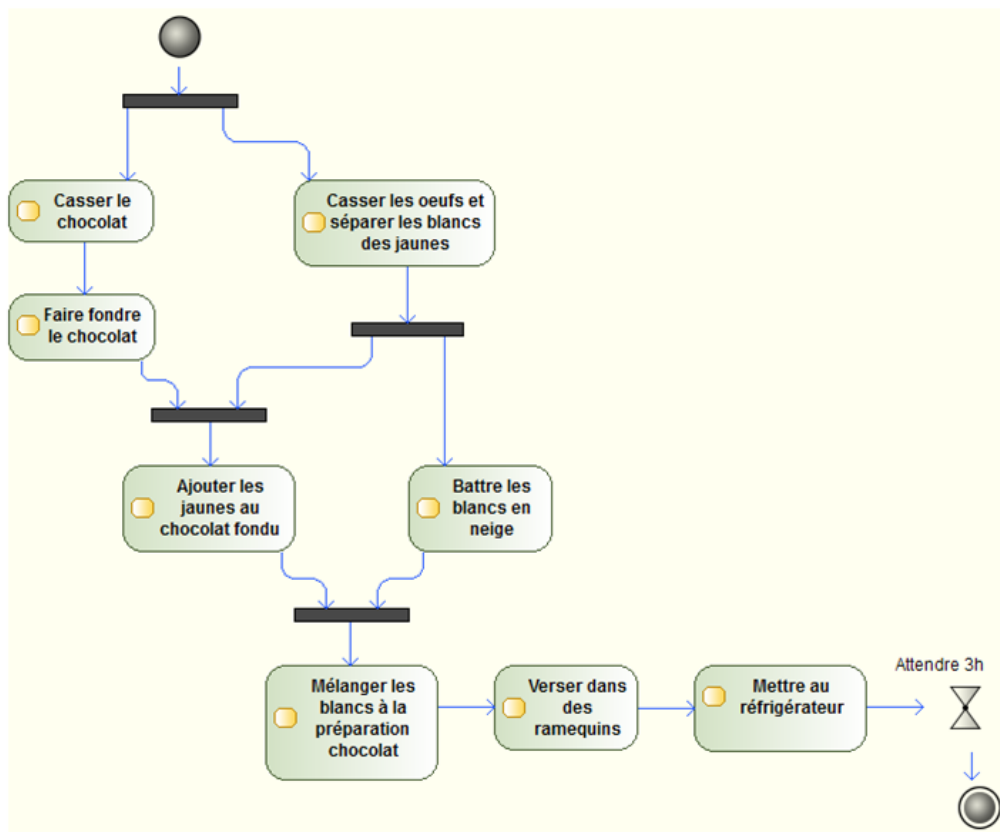 Casser le
chocolat
Casser les oeufs et
séparer les blancs
des jaunes
Faire fondre
le chocolat
Ajouter les
jaunes au
chocolat fondu
Battre les
blancs en
neige
Mélanger les
blancs à la
préparation
chocolat
Verser dans
des
ramequins
Mettre au
réfrigérateur
Attendre 3h